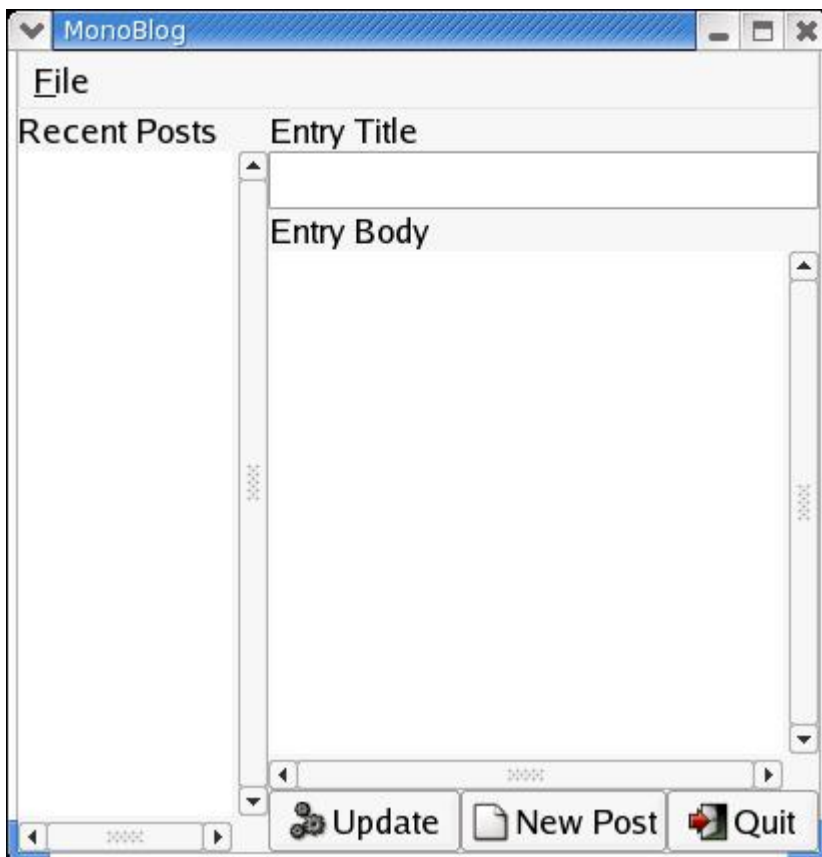 MonoBlog
File
Recent Posts
Entry Title
Entry Body
Update
New Post
Quit